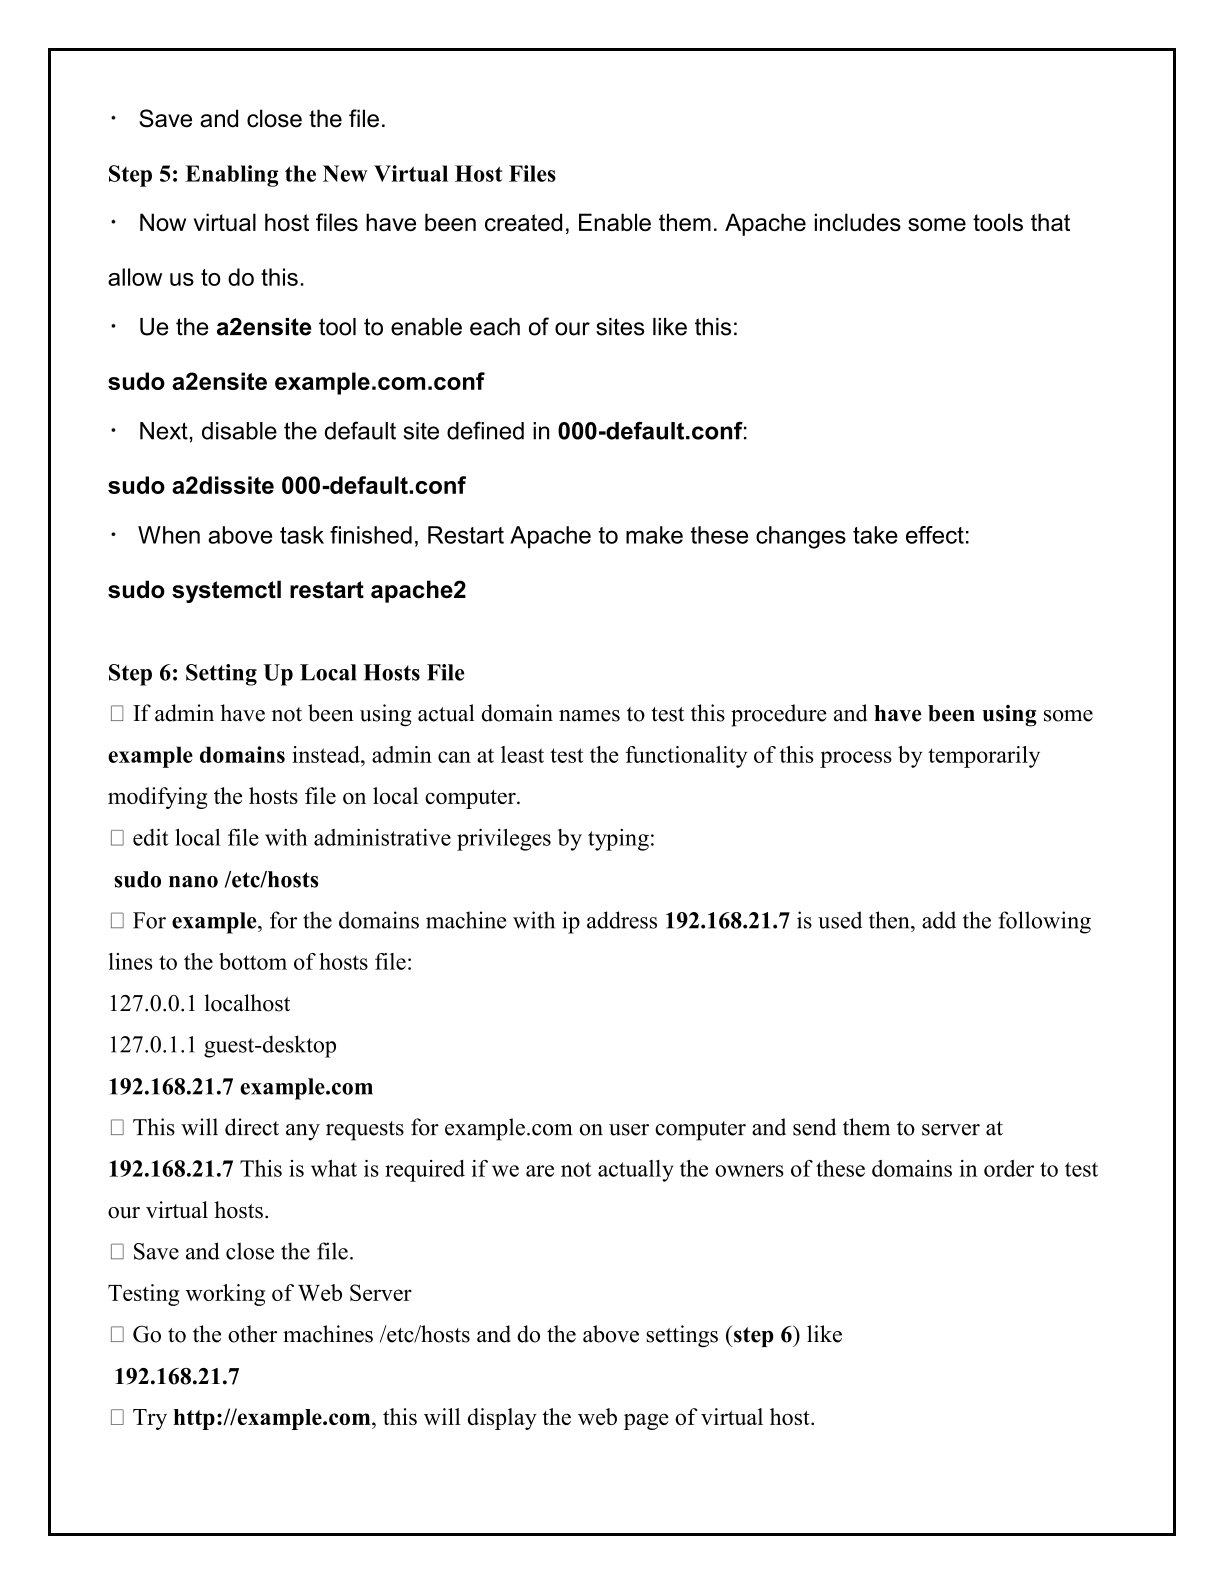 · Save and close the file.
Step 5: Enabling the New Virtual Host Files
· Now virtual host files have been created, Enable them. Apache includes some tools that
allow us to do this.
· Ue the a2ensite tool to enable each of our sites like this:
sudo a2ensite example.com.conf
· Next, disable the default site defined in 000-default.conf:
sudo a2dissite 000-default.conf
· When above task finished, Restart Apache to make these changes take effect:
sudo systemctl restart apache2
Step 6: Setting Up Local Hosts File
 If admin have not been using actual domain names to test this procedure and have been using some
example domains instead, admin can at least test the functionality of this process by temporarily
modifying the hosts file on local computer.
 edit local file with administrative privileges by typing:
sudo nano /etc/hosts
 For example, for the domains machine with ip address 192.168.21.7 is used then, add the following
lines to the bottom of hosts file:
127.0.0.1 localhost
127.0.1.1 guest-desktop
192.168.21.7 example.com
 This will direct any requests for example.com on user computer and send them to server at
192.168.21.7 This is what is required if we are not actually the owners of these domains in order to test
our virtual hosts.
 Save and close the file.
Testing working of Web Server
 Go to the other machines /etc/hosts and do the above settings (step 6) like
192.168.21.7
 Try http://example.com, this will display the web page of virtual host.